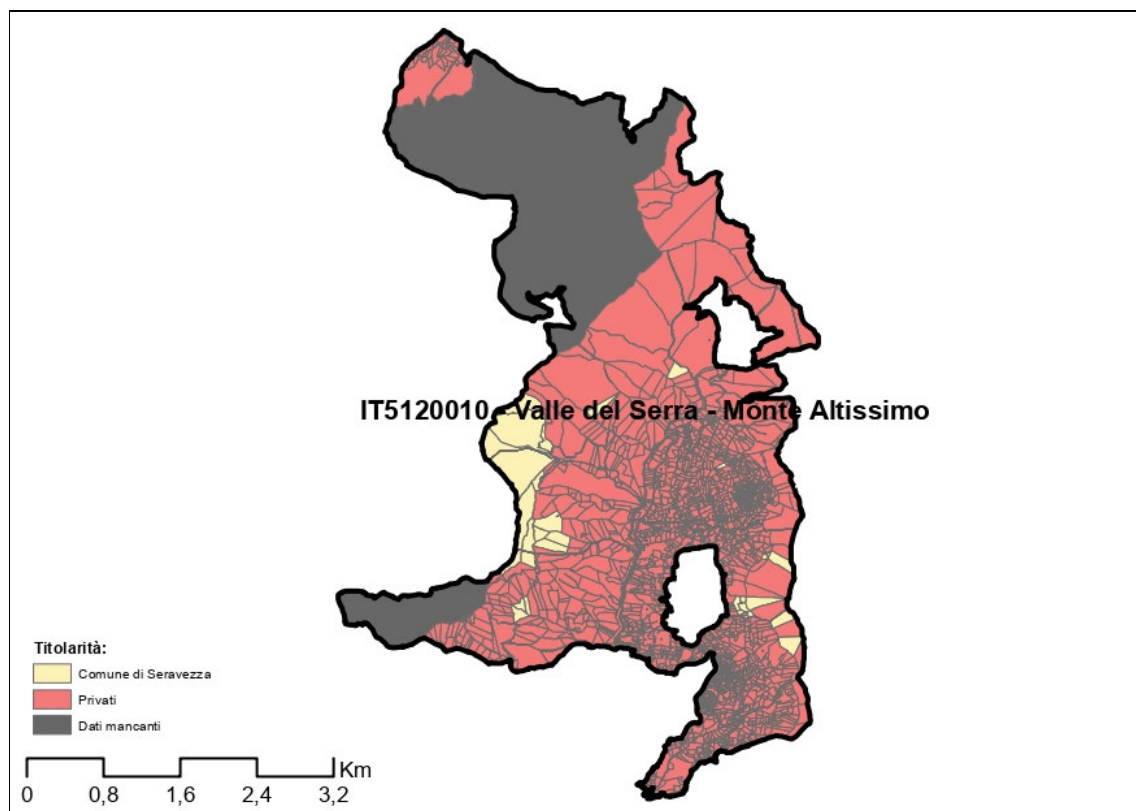 IT5120010 - Valle del Serra - Monte Altissimo
Titolarità:
Comune di Seravezza
Privati
Dati mancanti
Km
0 0,8 1,6 2,4 3,2